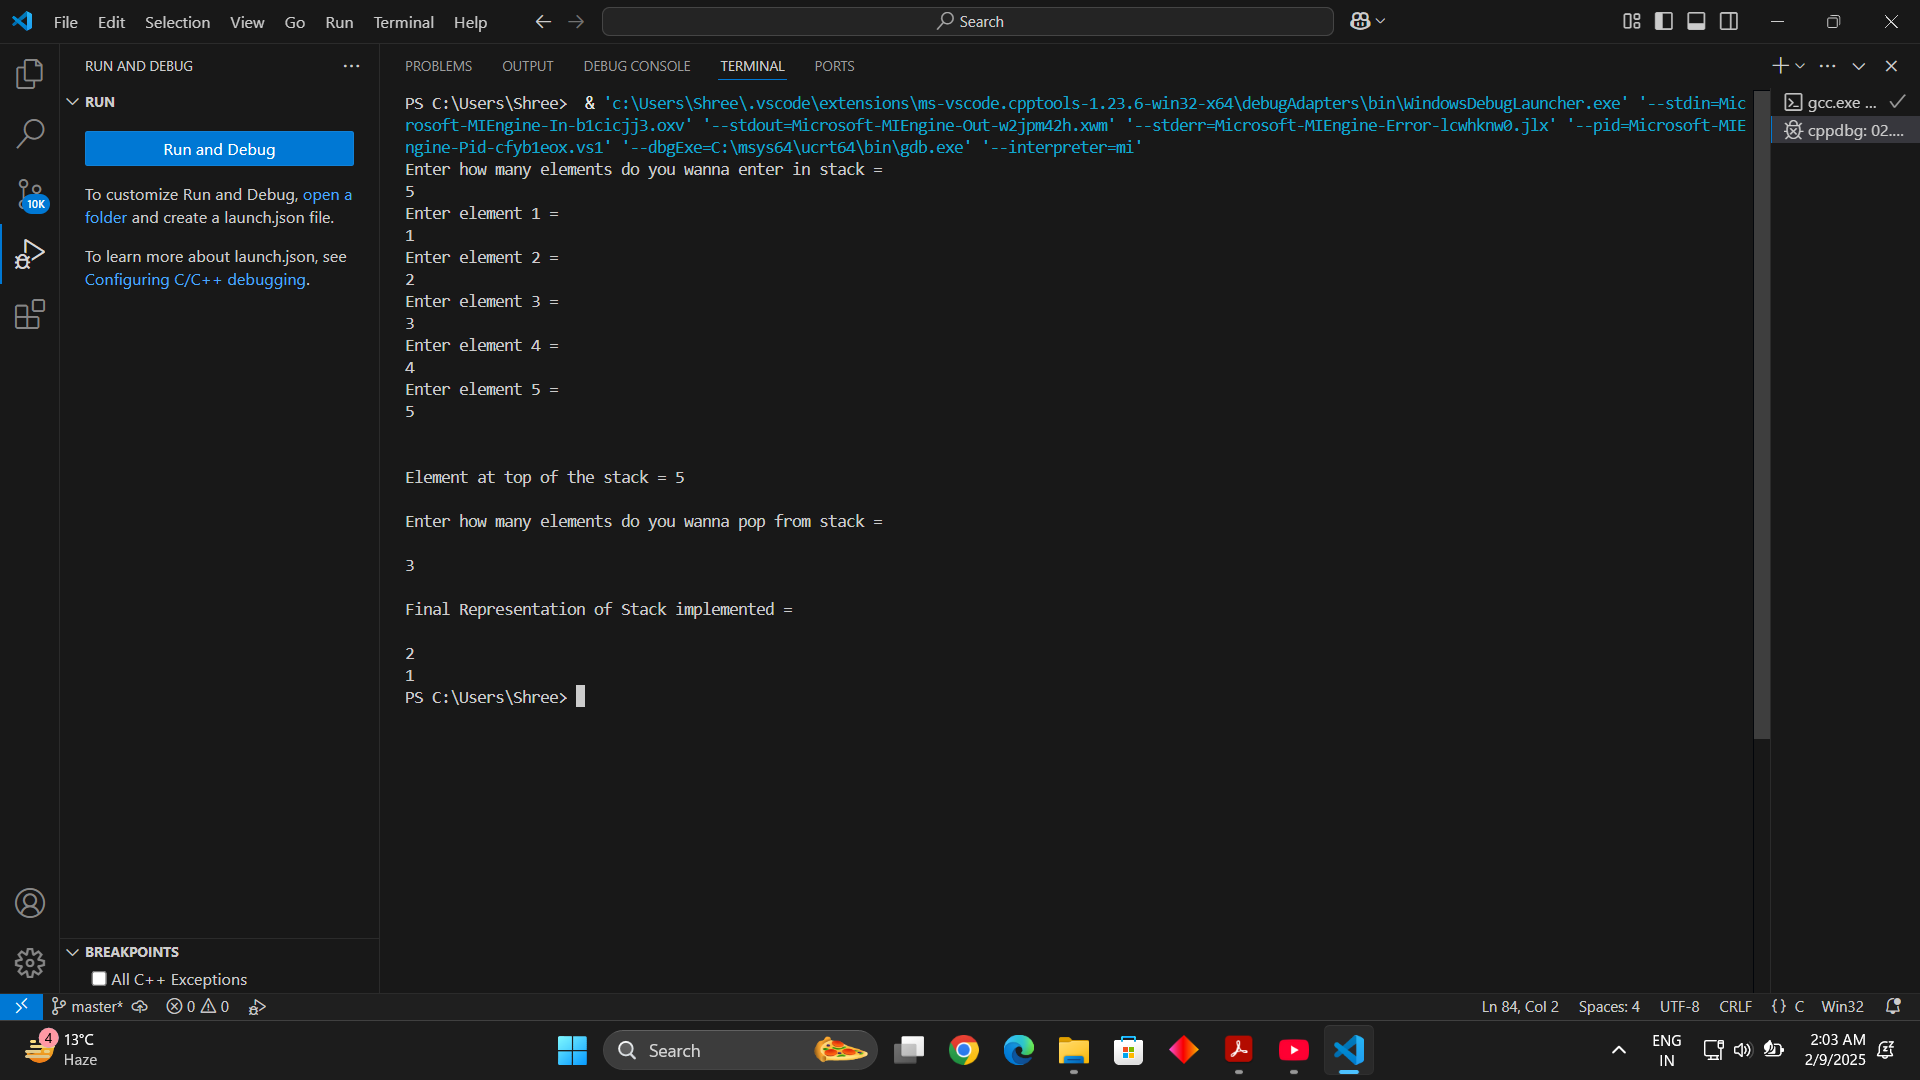 File Edit Selection View Go Run Terminal Help
Search
RUN AND DEBUG
RUN
Run and Debug
To customize Run and Debug, open a
folder and create a launch.json file.
To learn more about launch.json, see
Configuring C/C++ debugging.
10K
PROBLEMS OUTPUT DEBUG CONSOLE TERMINAL PORTS
PS C:\Users\Shree>  & 'c:\Users\Shree\.vscode\extensions\ms-vscode.cpptools-1.23.6-win32-x64\debugAdapters\bin\WindowsDebugLauncher.exe' '--stdin=Mic
rosoft-MIEngine-In-b1cicjj3.oxv' '--stdout=Microsoft-MIEngine-Out-w2jpm42h.xwm' '--stderr=Microsoft-MIEngine-Error-lcwhknw0.jlx' '--pid=Microsoft-MIE
ngine-Pid-cfyb1eox.vs1' '--dbgExe=C:\msys64\ucrt64\bin\gdb.exe' '--interpreter=mi'
Enter how many elements do you wanna enter in stack =
5
Enter element 1 =
1
Enter element 2 =
2
Enter element 3 =
3
Enter element 4 =
4
Enter element 5 =
5
Element at top of the stack = 5
Enter how many elements do you wanna pop from stack =
3
Final Representation of Stack implemented =
2
1
PS C:\Users\Shree>
gcc.exe ...
cppdbg: 02....
BREAKPOINTS
All C++ Exceptions
master* 0 0
Ln 84, Col 2 Spaces: 4 UTF-8 CRLF {} C Win32
4
13°C
Haze
Search
ENG
IN
2:03 AM
2/9/2025